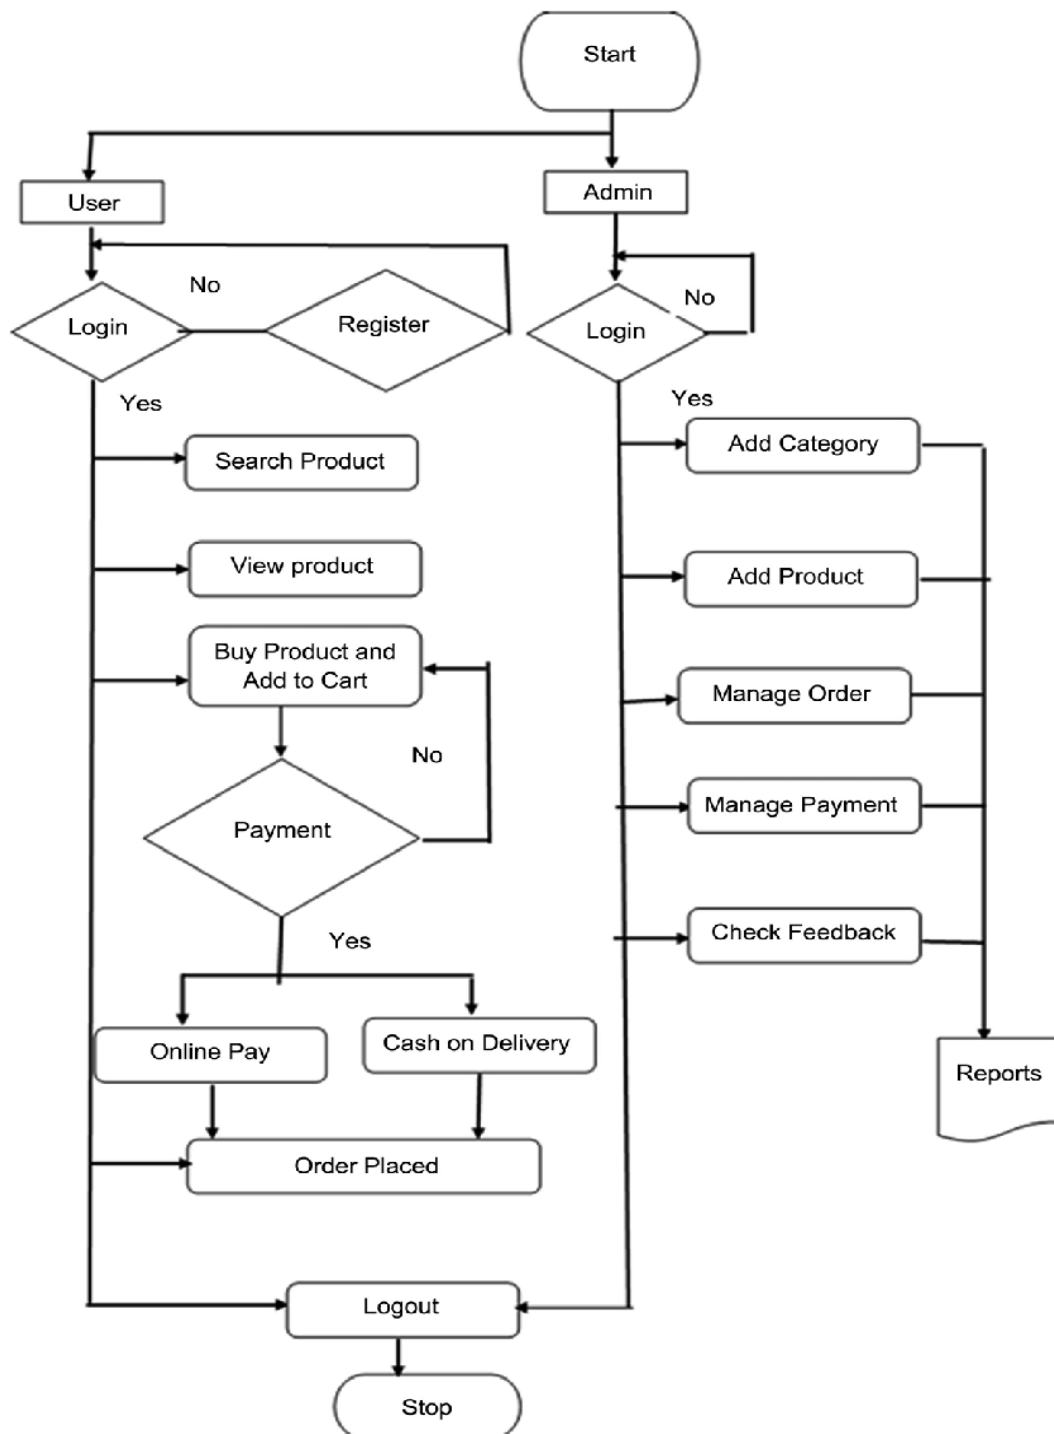 Start
User
Admin
No
Login
Register
No
Login
Yes
Yes
Search Product
Add Category
View product
Add Product
Buy Product and
Add to Cart
Manage Order
No
Payment
Manage Payment
Yes
Check Feedback
Online Pay
Cash on Delivery
Reports
Order Placed
Logout
Stop